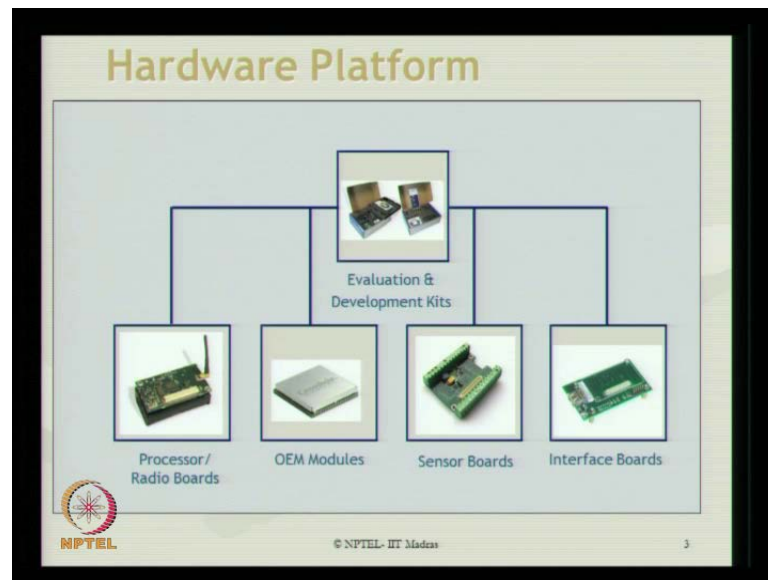 Hardware Platform
Evaluation &
Development Kits
Processor/
Radio Boards
OEM Modules
Sensor Boards
Interface Boards
NPTEL
© NPTEL- IIT Madras
3